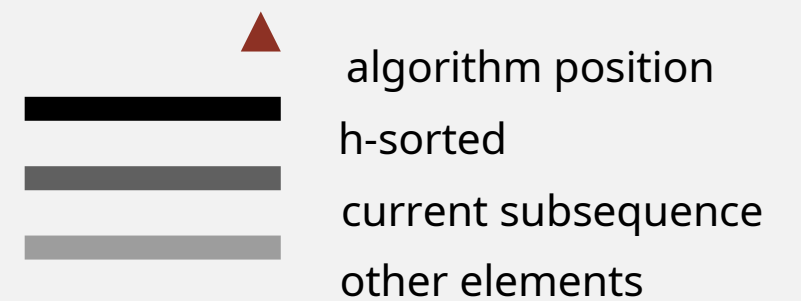 algorithm position
h-sorted
current subsequence
other elements